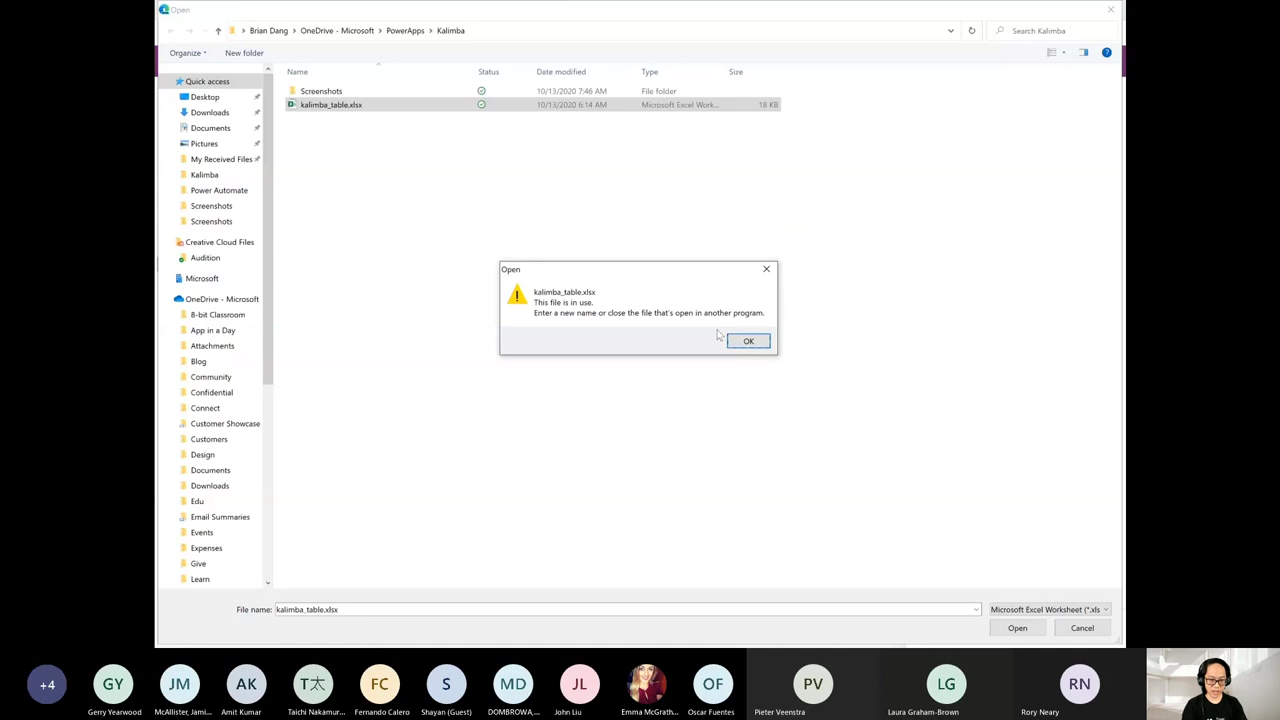 Open
Brian Dang > OneDrive - Microsoft > PowerApps > Kalimba
Search Kalimba
Organize
New folder
Name Status Date modified Type Size
Screenshots 10/13/2020 7:46 AM File folder
kalimba_table.xlsx 10/13/2020 6:14 AM Microsoft Excel Work... 18 KB
Quick access
Desktop
Downloads
Documents
Pictures
My Received Files
Kalimba
Power Automate
Screenshots
Screenshots
Creative Cloud Files
Audition
Microsoft
OneDrive - Microsoft
8-bit Classroom
App in a Day
Attachments
Blog
Community
Confidential
Connect
Customer Showcase
Customers
Design
Documents
Downloads
Edu
Email Summaries
Events
Expenses
Give
Learn
Open
kalimba_table.xlsx
This file is in use.
Enter a new name or close the file that's open in another program.
OK
File name: kalimba_table.xlsx
Microsoft Excel Worksheet (*.xls
Open Cancel
+4 GY JM AK T太 FC S MD JL OF PV LG RN
Gerry Yearwood McAllister, Jami... Amit Kumar Taichi Nakamur... Fernando Calero Shayan (Guest) DOMBROWA,... John Liu Emma McGrath... Oscar Fuentes Pieter Veenstra Laura Graham-Brown Rory Neary